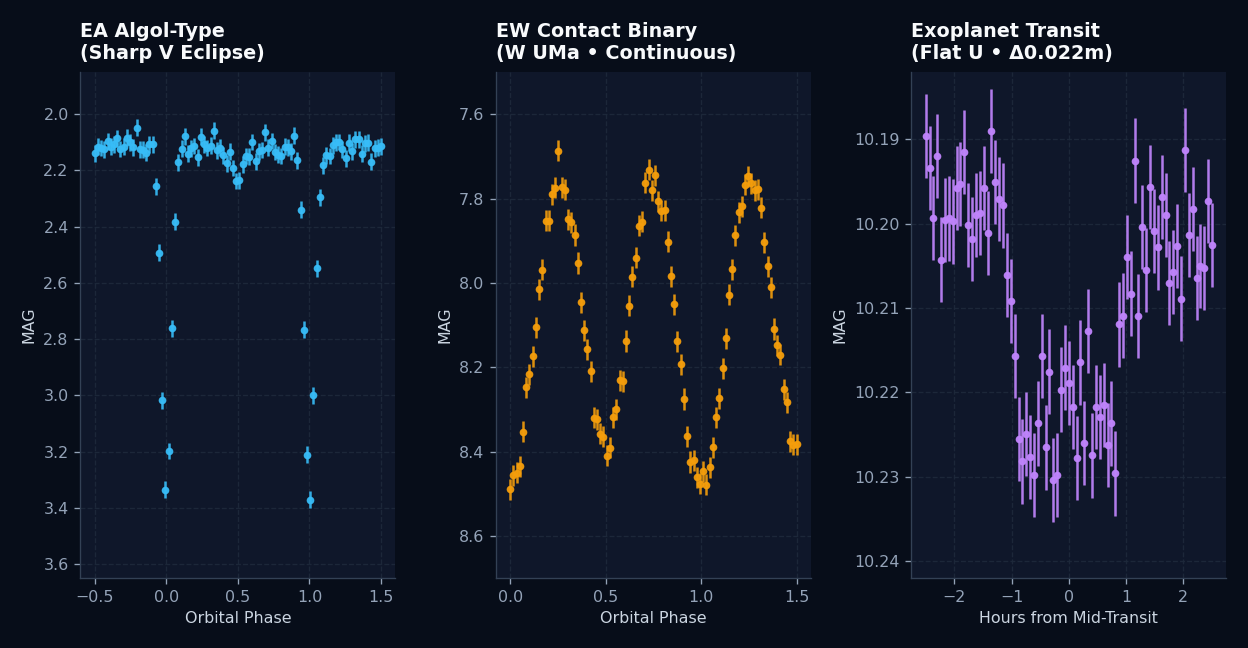 EA Algol-Type
(Sharp V Eclipse)
2.0
2.2
2.4
2.6
2.8
3.0
3.2
3.4
3.6
MAG
−0.5 0.0 0.5 1.0 1.5
Orbital Phase
EW Contact Binary
(W UMa • Continuous)
7.6
7.8
8.0
8.2
8.4
8.6
MAG
0.0 0.5 1.0 1.5
Orbital Phase
Exoplanet Transit
(Flat U • Δ0.022m)
10.19
10.20
10.21
10.22
10.23
10.24
MAG
−2 −1 0 1 2
Hours from Mid-Transit